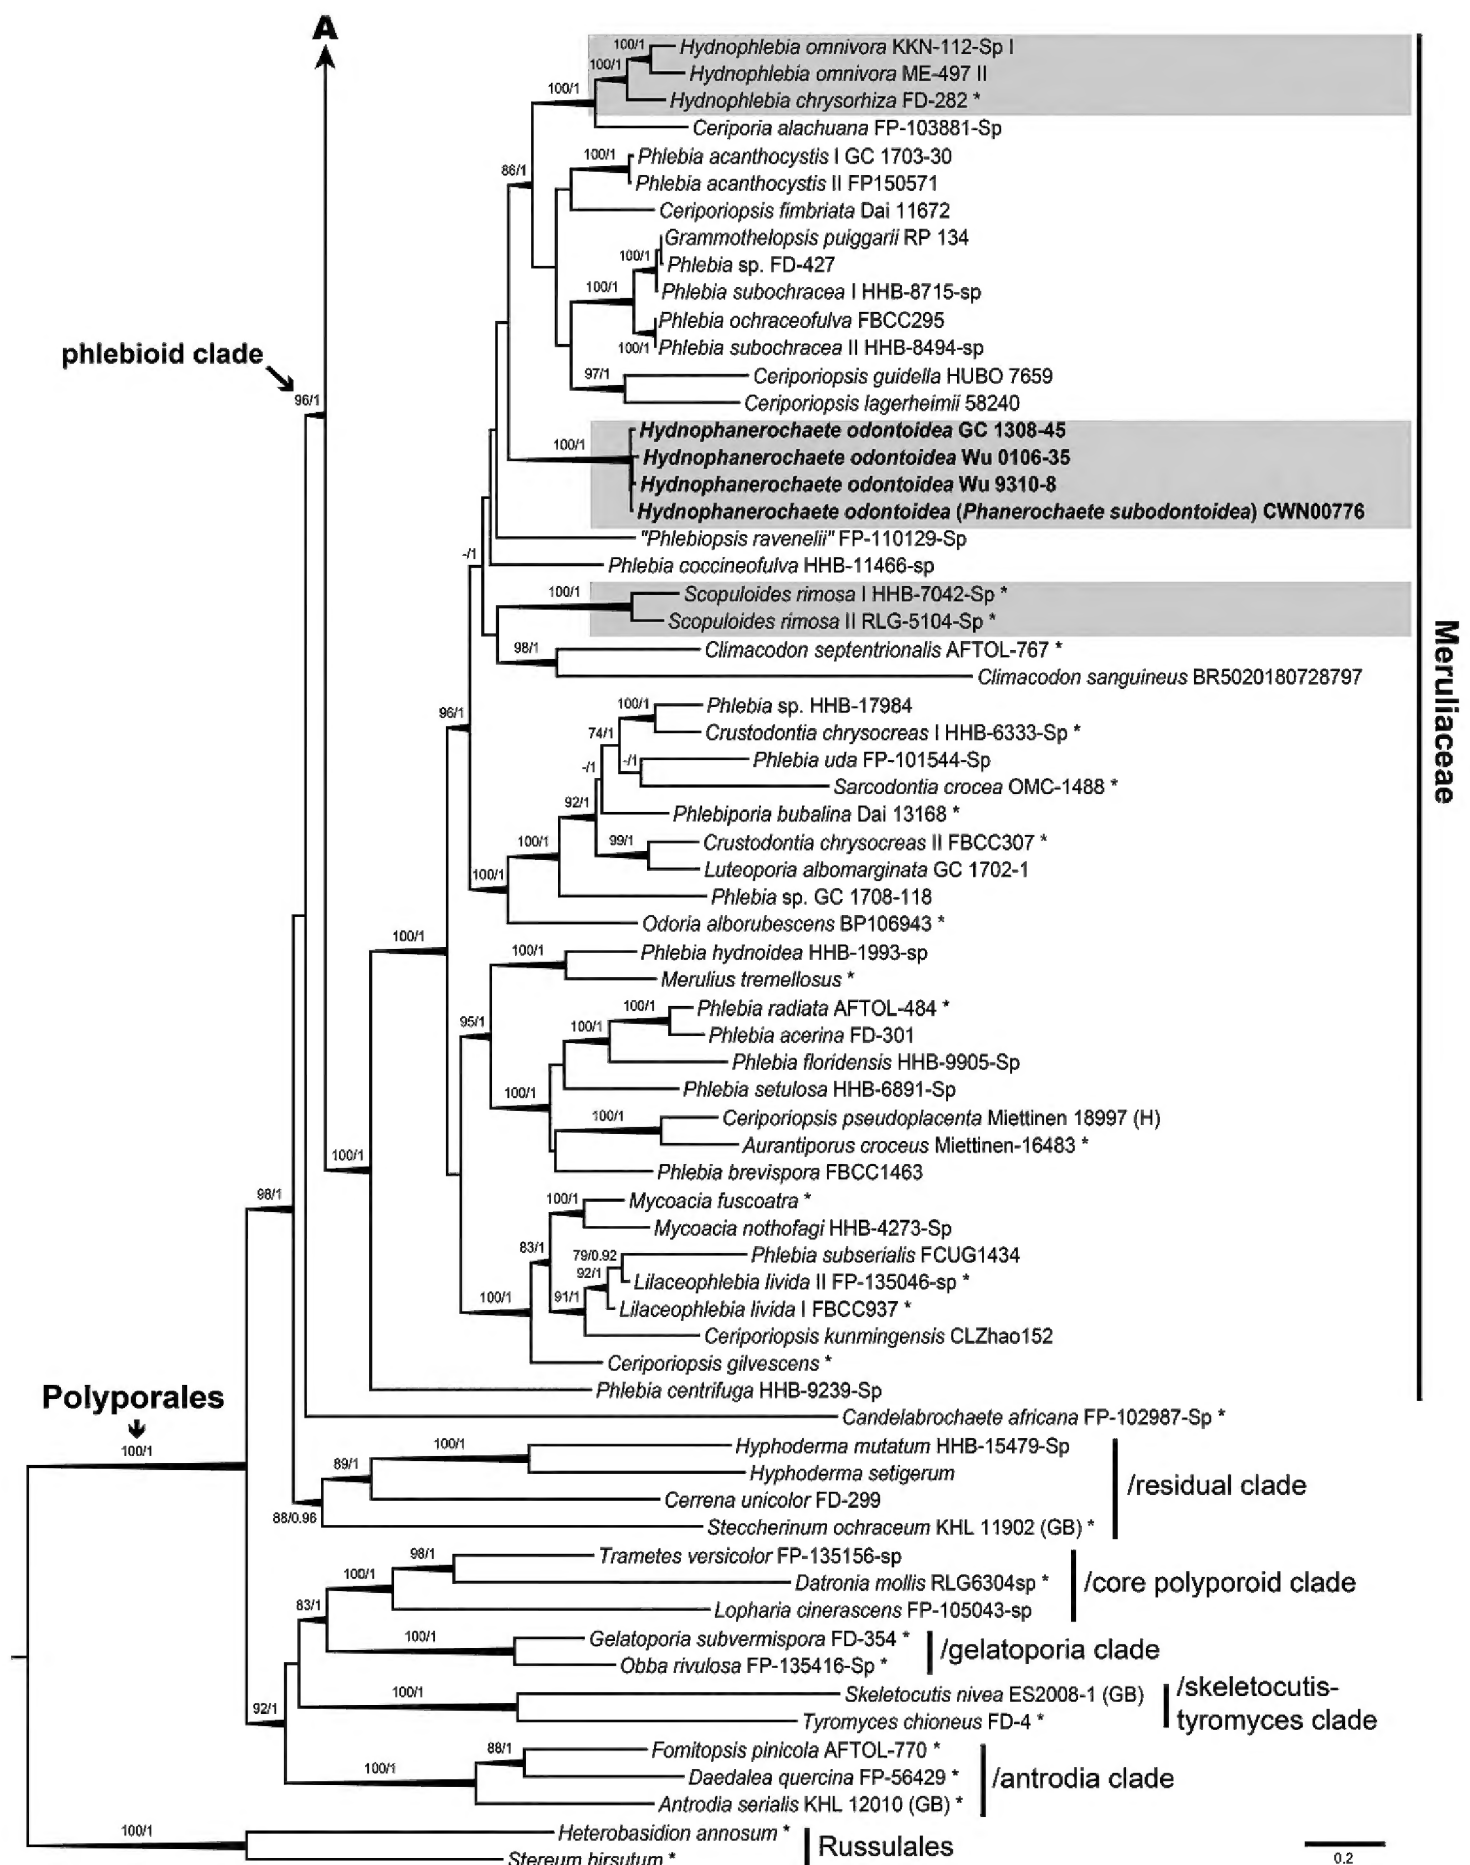 A
100/1
Hydnophlebia omnivora KKN-112-Sp I
100/1
Hydnophlebia omnivora ME-497 II
100/1
Hydnophlebia chrysorhiza FD-282 *
Ceriporia alachuana FP-103881-Sp
100/1
Phlebia acanthocystis I GC 1703-30
86/1
Phlebia acanthocystis II FP150571
Ceriporiopsis fimbriata Dai 11672
Grammothelopsis puiggarii RP 134
100/1
Phlebia sp. FD-427
100/1
Phlebia subochracea I HHB-8715-sp
Phlebia ochraceofulva FBCC295
100/1
Phlebia subochracea II HHB-8494-sp
phlebioid clade
97/1
Ceriporiopsis guidella HUBO 7659
96/1
Ceriporiopsis lagerheimii 58240
Hydnophanerochaete odontoidea GC 1308-45
100/1
Hydnophanerochaete odontoidea Wu 0106-35
Hydnophanerochaete odontoidea Wu 9310-8
Hydnophanerochaete odontoidea (Phanerochaete subodontoidea) CWN00776
"Phlebiopsis ravenelii" FP-110129-Sp
-/1
Phlebia coccineofulva HHB-11466-sp
100/1
Scopuloides rimosa I HHB-7042-Sp *
Scopuloides rimosa II RLG-5104-Sp *
98/1
Climacodon septentrionalis AFTOL-767 *
Climacodon sanguineus BR5020180728797
Meruliaceae
100/1
Phlebia sp. HHB-17984
96/1
74/1
Crustodontia chrysocreas I HHB-6333-Sp *
-/1
-/1
Phlebia uda FP-101544-Sp
Sarcodontia crocea OMC-1488 *
92/1
Phlebiporia bubalina Dai 13168 *
100/1
99/1
Crustodontia chrysocreas II FBCC307 *
100/1
Luteoporia albomarginata GC 1702-1
Phlebia sp. GC 1708-118
Odoria alborubescens BP106943 *
100/1
100/1
Phlebia hydnoidea HHB-1993-sp
Merulius tremellosus *
100/1
Phlebia radiata AFTOL-484 *
95/1
100/1
Phlebia acerina FD-301
Phlebia floridensis HHB-9905-Sp
100/1
Phlebia setulosa HHB-6891-Sp
100/1
Ceriporiopsis pseudoplacenta Miettinen 18997 (H)
Aurantiporus croceus Miettinen-16483 *
100/1
Phlebia brevispora FBCC1463
98/1
100/1
Mycoacia fuscoatra *
Mycoacia nothofagi HHB-4273-Sp
83/1
79/0.92
Phlebia subserialis FCUG1434
92/1
Lilaceophlebia livida II FP-135046-sp *
100/1
91/1
Lilaceophlebia livida I FBCC937 *
Ceriporiopsis kunmingensis CLZhao152
Ceriporiopsis gilvescens *
Phlebia centrifuga HHB-9239-Sp
Polyporales
100/1
Candelabrochaete africana FP-102987-Sp *
100/1
Hyphoderma mutatum HHB-15479-Sp
89/1
Hyphoderma setigerum
/residual clade
Cerrena unicolor FD-299
88/0.96
Steccherinum ochraceum KHL 11902 (GB) *
98/1
Trametes versicolor FP-135156-sp
100/1
Datronia mollis RLG6304sp *
/core polyporoid clade
83/1
Lopharia cinerascens FP-105043-sp
100/1
Gelatoporia subvermispora FD-354 *
/gelatoporia clade
Obba rivulosa FP-135416-Sp *
100/1
Skeletocutis nivea ES2008-1 (GB)
/skeletocutis-
tyromyces clade
92/1
Tyromyces chioneus FD-4 *
88/1
Fomitopsis pinicola AFTOL-770 *
100/1
Daedalea quercina FP-56429 *
/antrodia clade
Antrodia serialis KHL 12010 (GB) *
100/1
Heterobasidion annosum *
Russulales
Stereum hirsutum *
0.2